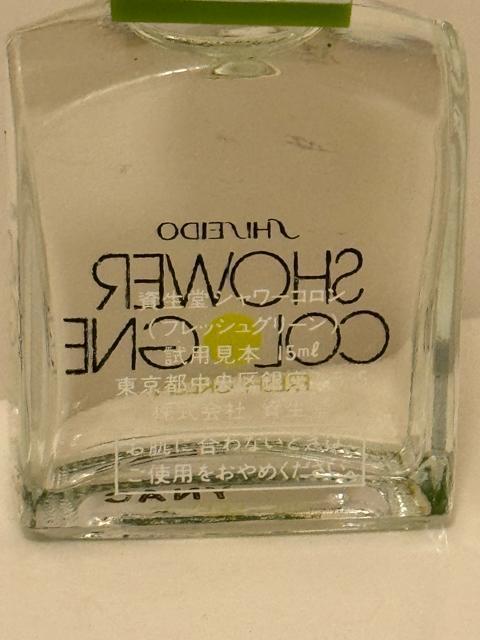 SHISEIDO
SHOWER
COLOGNE
資生堂シャワーコロン
(フレッシュグリーン)
試用見本 15ml
東京都中央区銀座
株式会社 資生
お肌に合わないときは、
ご使用をおやめください。